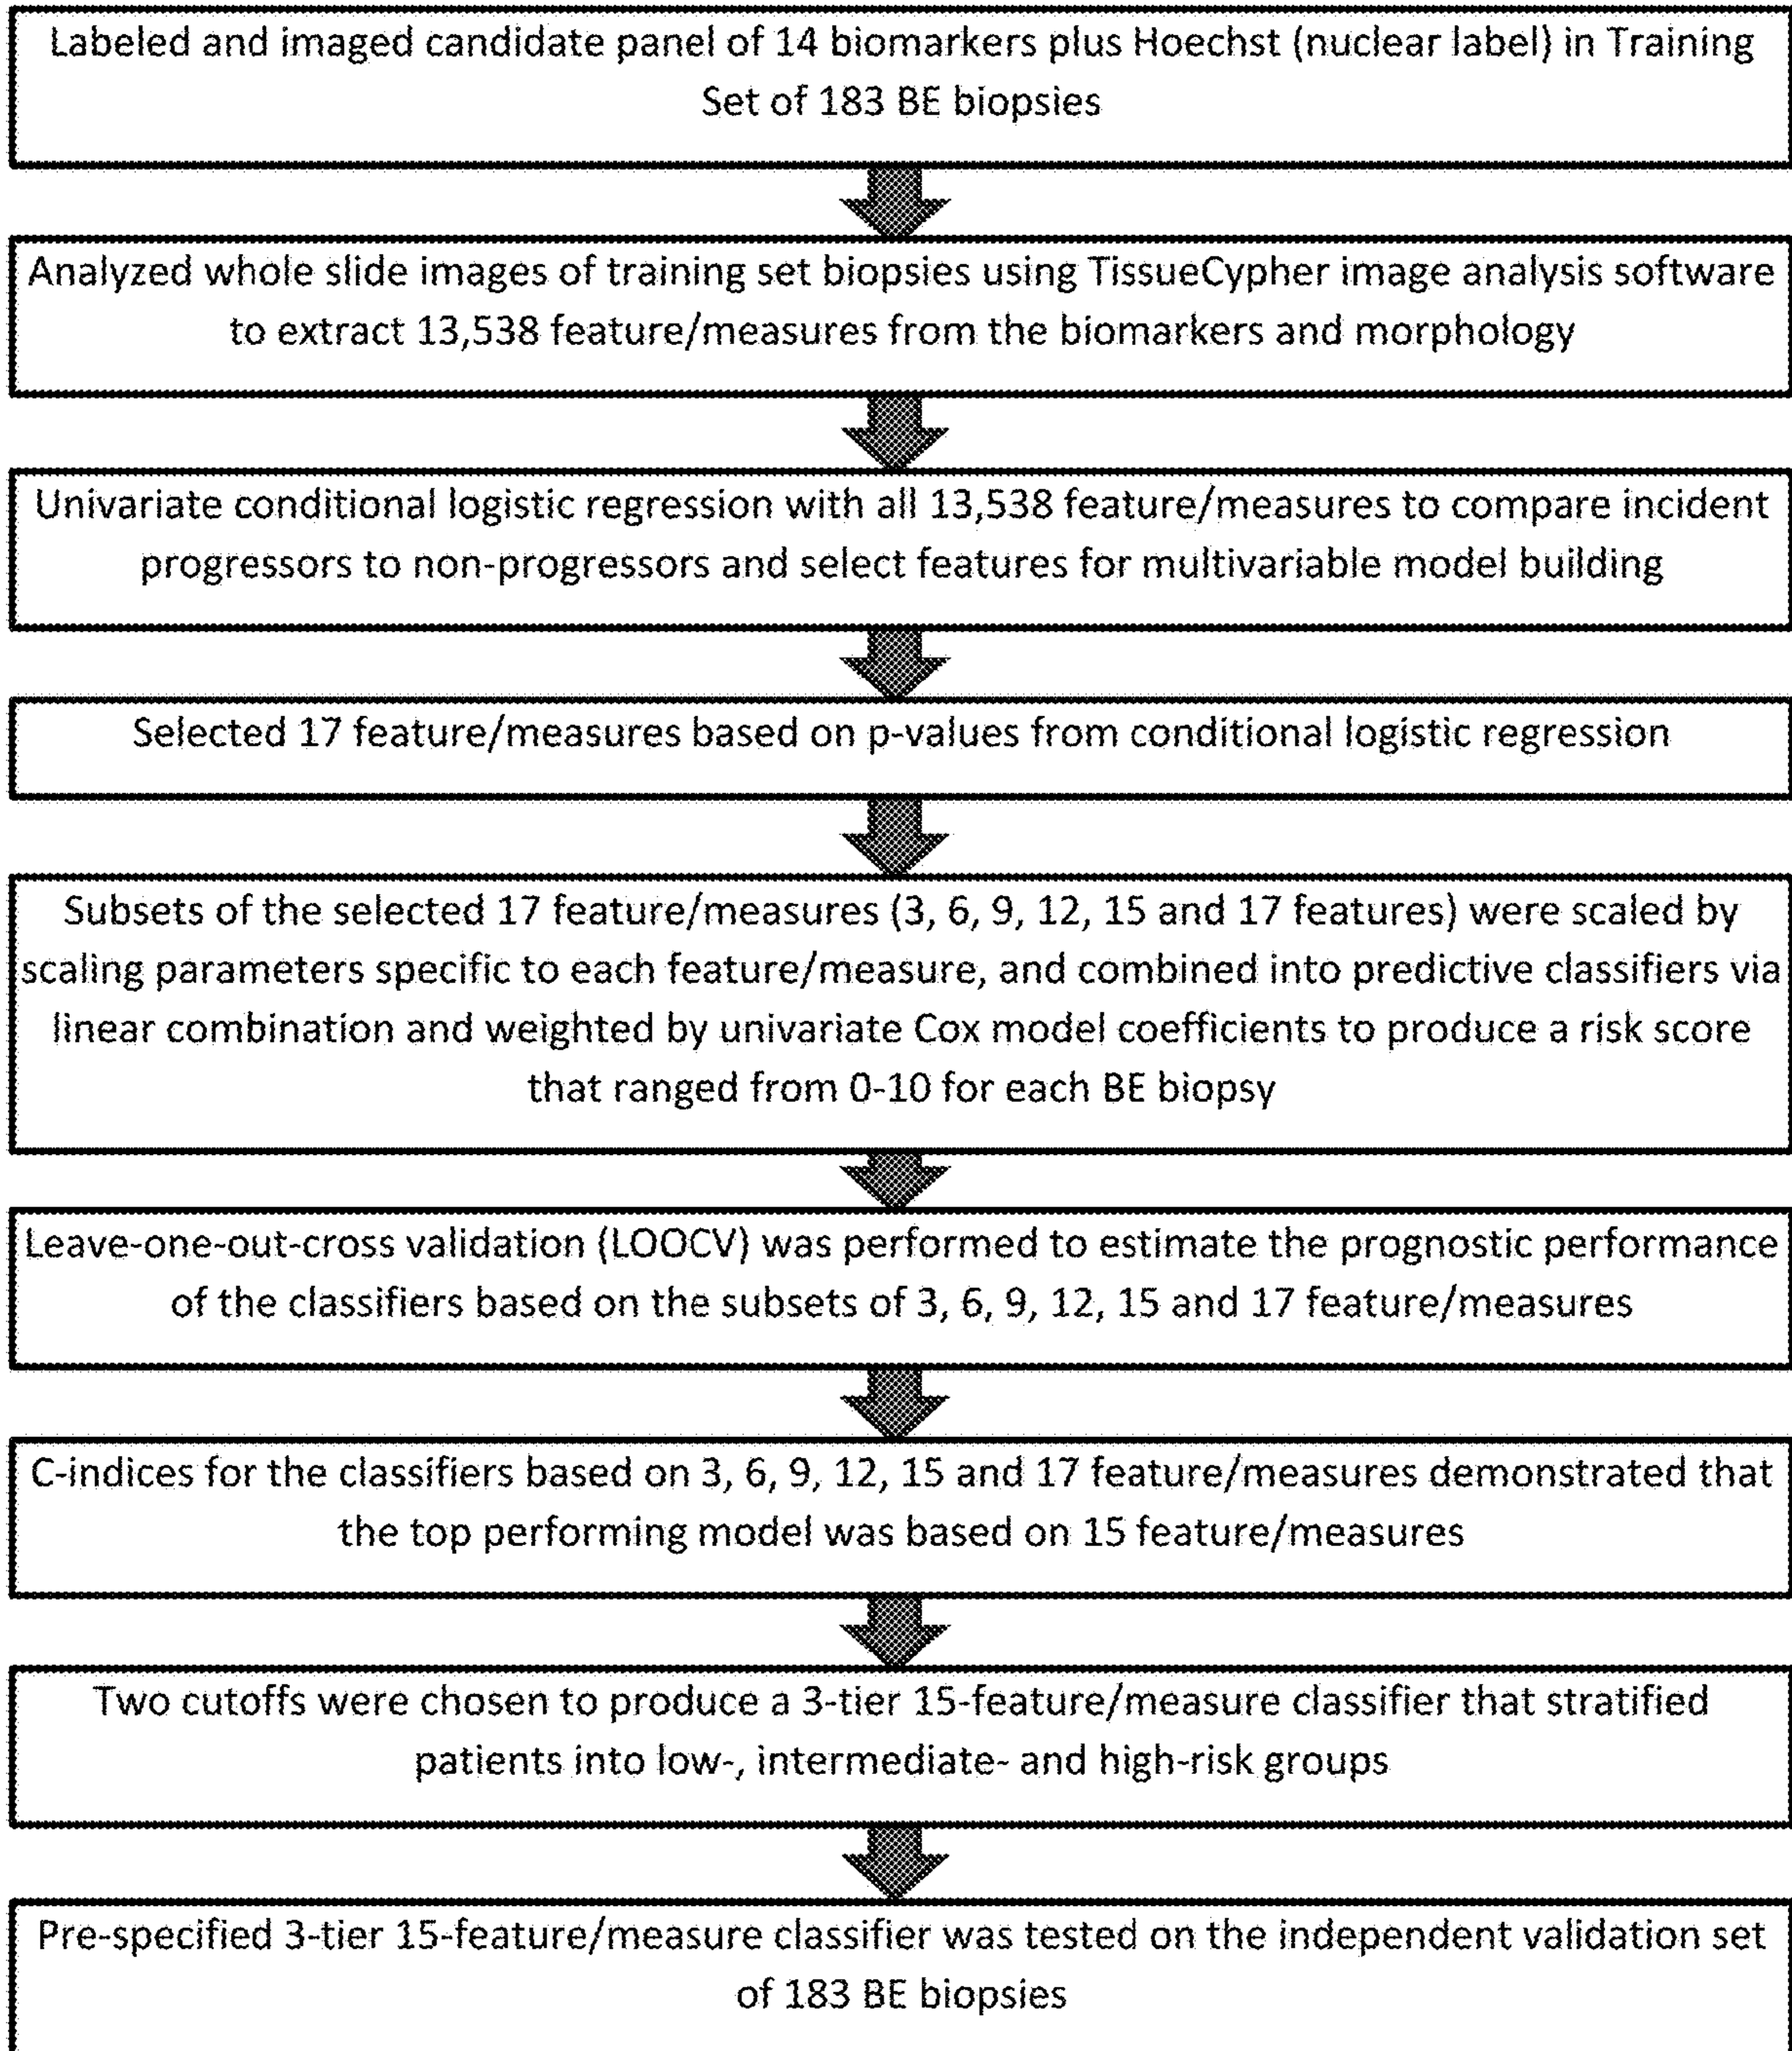 Labeled and imaged candidate panel of 14 biomarkers plus Hoechst (nuclear label) in Training
Set of 183 BE biopsies
Analyzed whole slide images of training set biopsies using TissueCypher image analysis software
to extract 13,538 feature/measures from the biomarkers and morphology
Univariate conditional logistic regression with all 13,538 feature/measures to compare incident
progressors to non-progressors and select features for multivariable model building
Selected 17 feature/measures based on p-values from conditional logistic regression
Subsets of the selected 17 feature/measures (3, 6, 9, 12, 15 and 17 features) were scaled by
scaling parameters specific to each feature/measure, and combined into predictive classifiers via
linear combination and weighted by univariate Cox model coefficients to produce a risk score
that ranged from 0-10 for each BE biopsy
Leave-one-out-cross validation (LOOCV) was performed to estimate the prognostic performance
of the classifiers based on the subsets of 3, 6, 9, 12, 15 and 17 feature/measures
C-indices for the classifiers based on 3, 6, 9, 12, 15 and 17 feature/measures demonstrated that
the top performing model was based on 15 feature/measures
Two cutoffs were chosen to produce a 3-tier 15-feature/measure classifier that stratified
patients into low-, intermediate- and high-risk groups
Pre-specified 3-tier 15-feature/measure classifier was tested on the independent validation set
of 183 BE biopsies